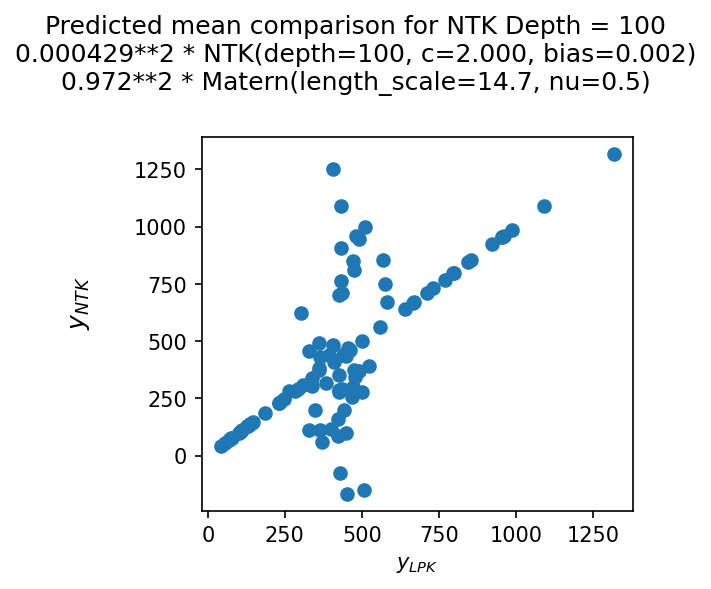 Predicted mean comparison for NTK Depth = 100
0.000429**2 * NTK(depth=100, c=2.000, bias=0.002)
0.972**2 * Matern(length_scale=14.7, nu=0.5)
1250
1000
750
500
250
0
y_NTK
0 250 500 750 1000 1250
y_LPK